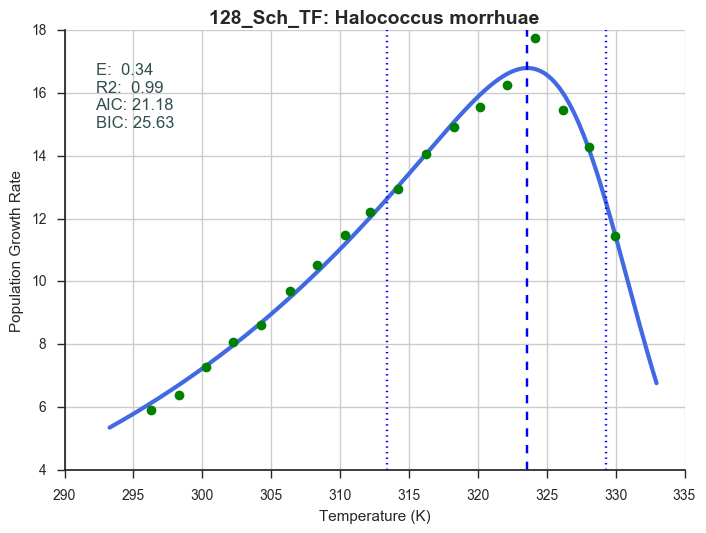 128_Sch_TF: Halococcus morrhuae
E:  0.34
R2:  0.99
AIC: 21.18
BIC: 25.63
Population Growth Rate
18
16
14
12
10
8
6
4
290 295 300 305 310 315 320 325 330 335
Temperature (K)